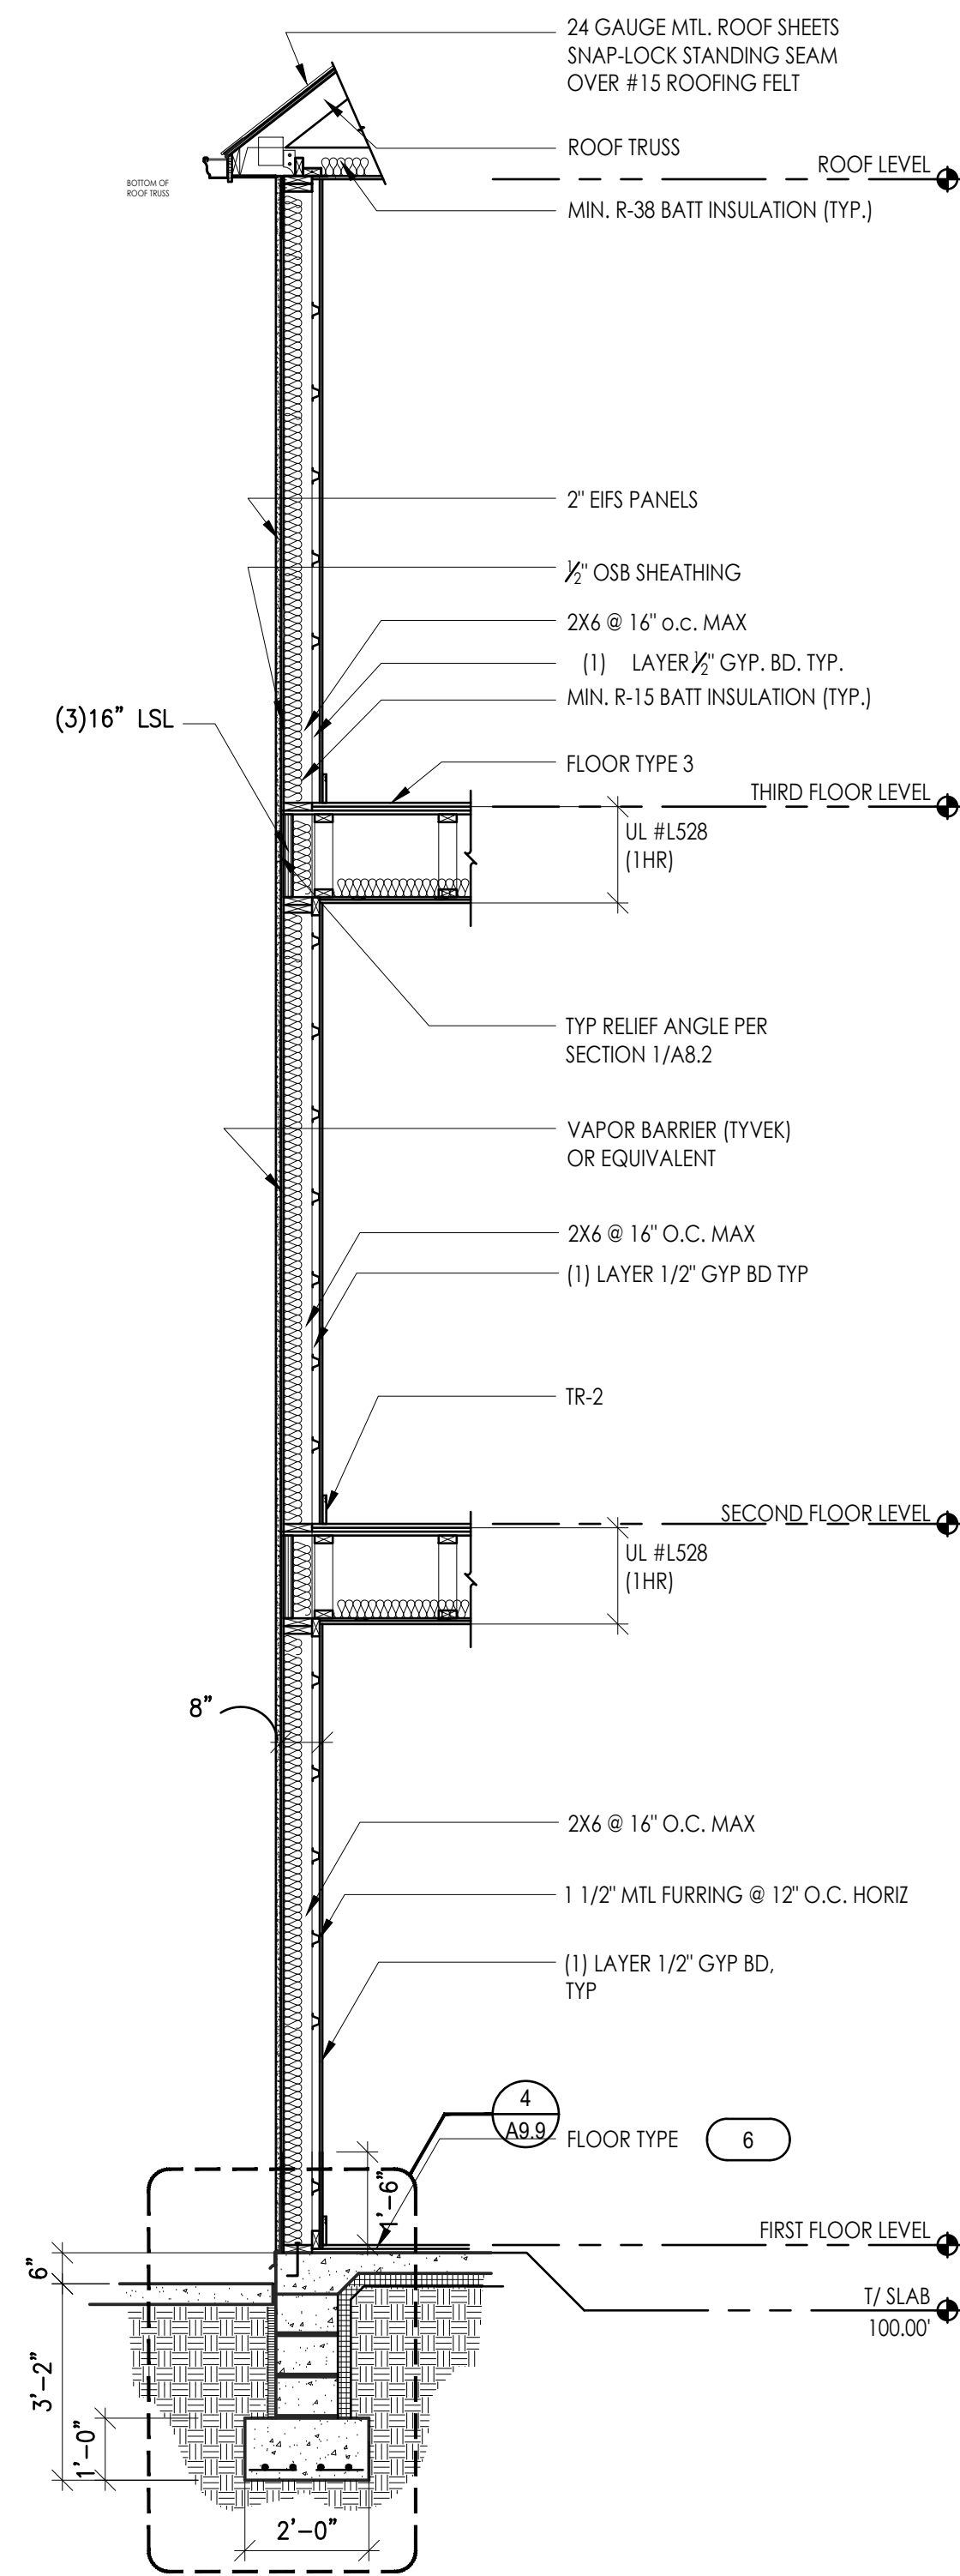 24 GAUGE MTL. ROOF SHEETS
SNAP-LOCK STANDING SEAM
OVER #15 ROOFING FELT
ROOF TRUSS
ROOF LEVEL
BOTTOM OF
ROOF TRUSS
MIN. R-38 BATT INSULATION (TYP.)
2" EIFS PANELS
½" OSB SHEATHING
2X6 @ 16" o.c. MAX
(1) LAYER ½" GYP. BD. TYP.
MIN. R-15 BATT INSULATION (TYP.)
(3)16" LSL
FLOOR TYPE 3
THIRD FLOOR LEVEL
UL #L528
(1HR)
TYP RELIEF ANGLE PER
SECTION 1/A8.2
VAPOR BARRIER (TYVEK)
OR EQUIVALENT
2X6 @ 16" O.C. MAX
(1) LAYER 1/2" GYP BD TYP
TR-2
SECOND FLOOR LEVEL
UL #L528
(1HR)
8"
2X6 @ 16" O.C. MAX
1 1/2" MTL FURRING @ 12" O.C. HORIZ
(1) LAYER 1/2" GYP BD,
TYP
4
A9.9
FLOOR TYPE 6
1'-6"
FIRST FLOOR LEVEL
6"
T/ SLAB
100.00'
3'-2"
1'-0"
2'-0"